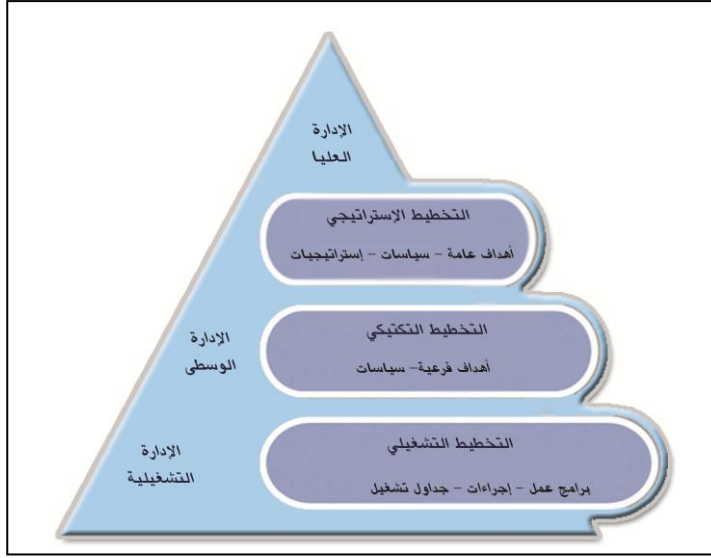 الإدارة
العليا
التخطيط الإستراتيجي
أهداف عامة – سياسات – إستراتيجيات
الإدارة
الوسطى
التخطيط التكتيكي
أهداف فرعية– سياسات
الإدارة
التشغيلية
التخطيط التشغيلي
برامج عمل – إجراءات – جداول تشغيل